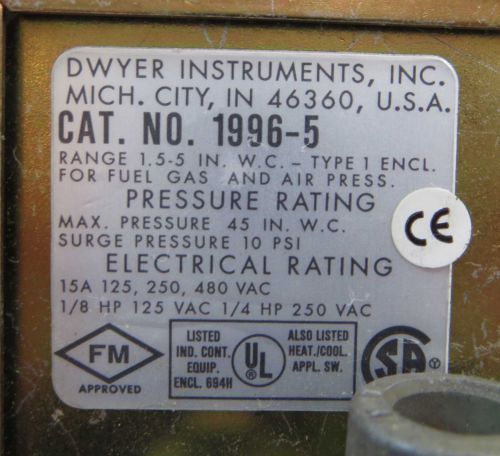 DWYER INSTRUMENTS, INC.
MICH. CITY, IN 46360, U.S.A.
CAT. NO. 1996-5
RANGE 1.5-5 IN. W.C. – TYPE 1 ENCL.
FOR FUEL GAS AND AIR PRESS.
PRESSURE RATING
MAX. PRESSURE 45 IN. W.C.
SURGE PRESSURE 10 PSI
CE
ELECTRICAL RATING
15A 125, 250, 480 VAC
1/8 HP 125 VAC 1/4 HP 250 VAC
FM
APPROVED
LISTED
IND. CONT.
EQUIP.
ENCL. 694H
UL
®
ALSO LISTED
HEAT./COOL.
APPL. SW.
SA